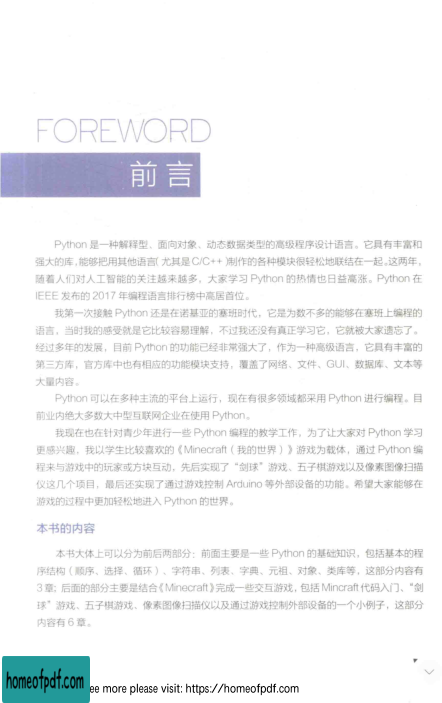 FOREWORD
前言
Python 是一种解释型、面向对象、动态数据类型的高级程序设计语言。它具有丰富和
强大的库,能够把用其他语言( 尤其是 C/C++ )制作的各种模块很轻松地联结在一起。这两年,
随着人们对人工智能的关注越来越多，大家学习 Python 的热情也日益高涨。Python 在
IEEE 发布的 2017 年编程语言排行榜中高居首位。
我第一次接触 Python 还是在诺基亚的塞班时代，它是为数不多的能够在塞班上编程的
语言，当时我的感受就是它比较容易理解，不过我还没有真正学习它，它就被大家遗忘了。
经过多年的发展，目前 Python 的功能已经非常强大了，作为一种高级语言，它具有丰富的
第三方库，官方库中也有相应的功能模块支持，覆盖了网络、文件、GUI、数据库、文本等
大量内容。
Python 可以在多种主流的平台上运行，现在有很多领域都采用 Python 进行编程。目
前业内绝大多数大中型互联网企业在使用 Python。
我现在也在针对青少年进行一些 Python 编程的教学工作，为了让大家对 Python 学习
更感兴趣，我以学生比较喜欢的《Minecraft（我的世界）》游戏为载体，通过 Python 编
程来与游戏中的玩家或方块互动，先后实现了“剑球”游戏、五子棋游戏以及像素图像扫描
仪这几个项目，最后还实现了通过游戏控制 Arduino 等外部设备的功能。希望大家能够在
游戏的过程中更加轻松地进入 Python 的世界。
本书的内容
本书大体上可以分为前后两部分：前面主要是一些 Python 的基础知识，包括基本的程
序结构（顺序、选择、循环）、字符串、列表、字典、元祖、对象、类库等，这部分内容有
3 章；后面的部分主要是结合《Minecraft》完成一些交互游戏，包括 Mincraft 代码入门、“剑
球”游戏、五子棋游戏、像素图像扫描仪以及通过游戏控制外部设备的一个小例子，这部分
内容有 6 章。
homeofpdf.com
ee more please visit: https://homeofpdf.com